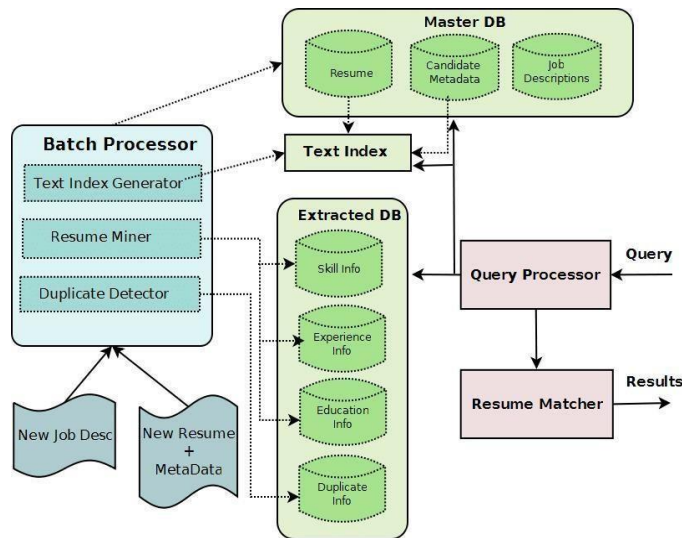 Master DB
Resume
Candidate
Metadata
Job
Descriptions
Batch Processor
Text Index Generator
Resume Miner
Duplicate Detector
Text Index
Extracted DB
Skill Info
Experience
Info
Education
Info
Duplicate
Info
Query
Query Processor
Results
Resume Matcher
New Job Desc
New Resume
+
MetaData